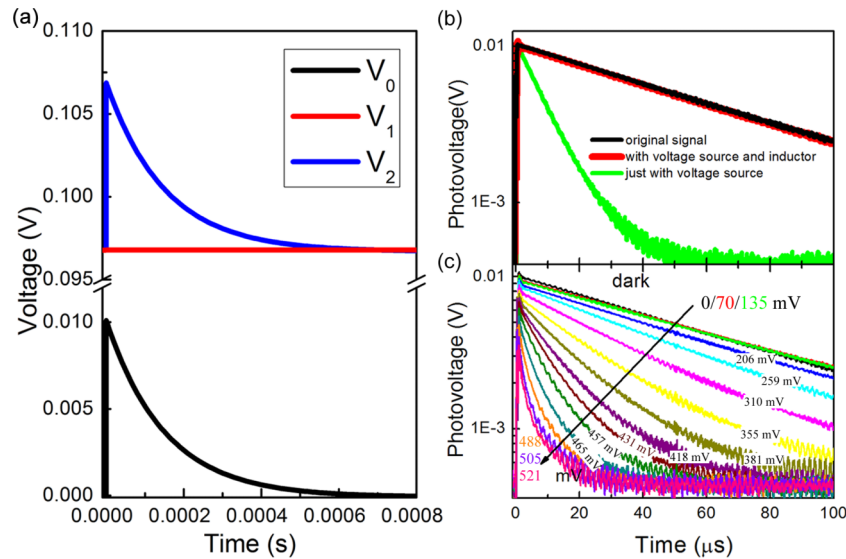 (a)
0.110
0.105
0.100
0.095
0.010
0.005
0.000
Voltage (V)
V0
V1
V2
0.0000 0.0002 0.0004 0.0006 0.0008
Time (s)
(b)
0.01
1E-3
Photovoltage(V)
original signal
with voltage source and inductor
just with voltage source
(c)
0.01
1E-3
Photovoltage (V)
dark
0/70/135 mV
206 mV
259 mV
310 mV
355 mV
381 mV
418 mV
431 mV
457 mV
465 mV
488
505
521
mV
0 20 40 60 80 100
Time (μs)